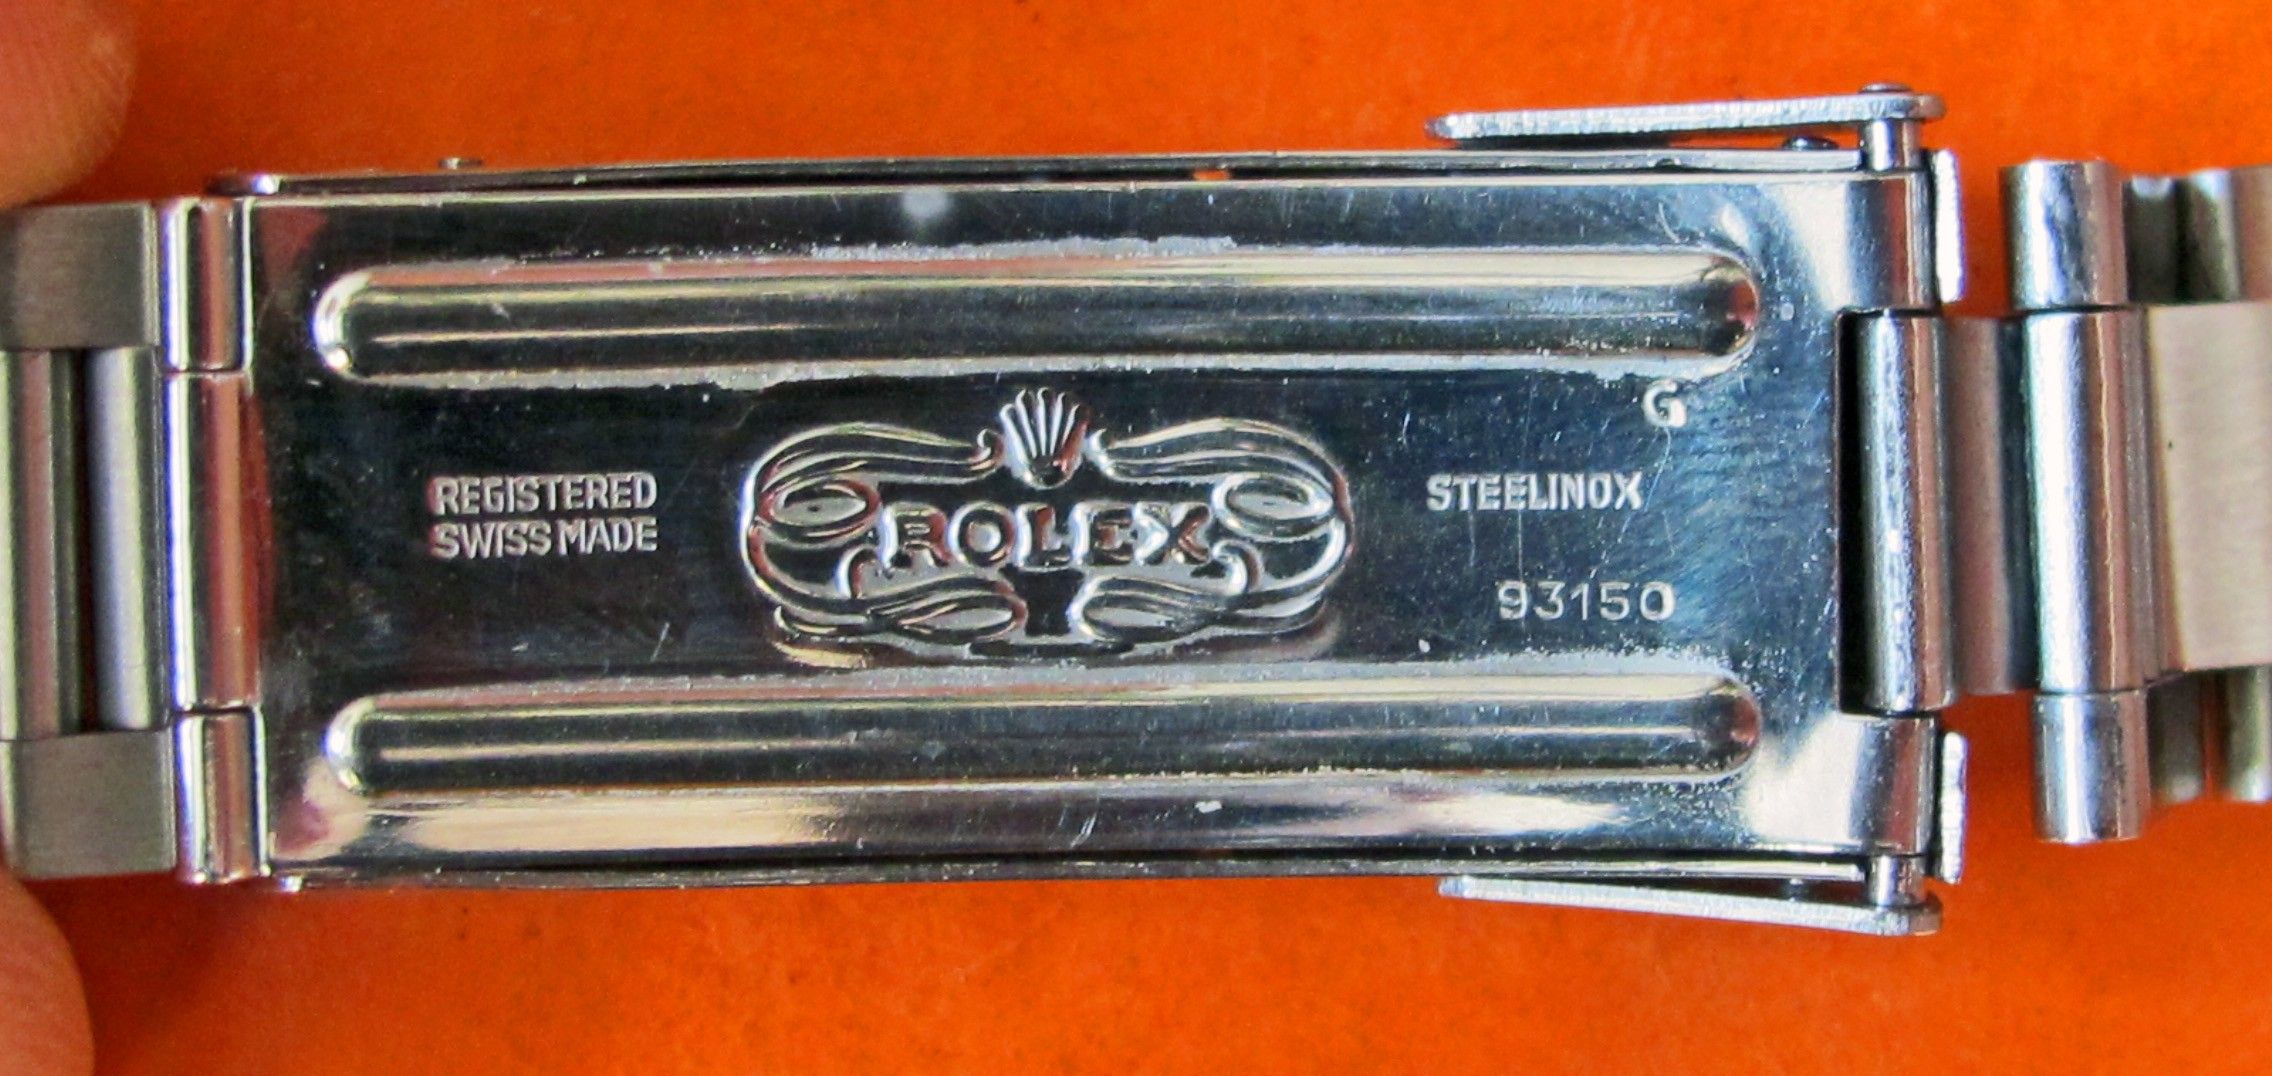 REGISTERED
SWISS MADE
ROLEX
G
STEELINOX
93150